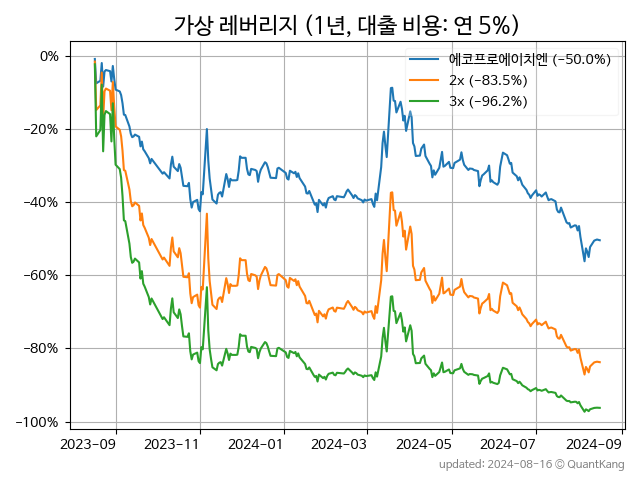 가상 레버리지 (1년, 대출 비용: 연 5%)
에코프로에이치엔 (−50.0%)
2x (−83.5%)
3x (−96.2%)
0%
−20%
−40%
−60%
−80%
−100%
2023−09 2023−11 2024−01 2024−03 2024−05 2024−07 2024−09
updated: 2024-08-16 © QuantKang